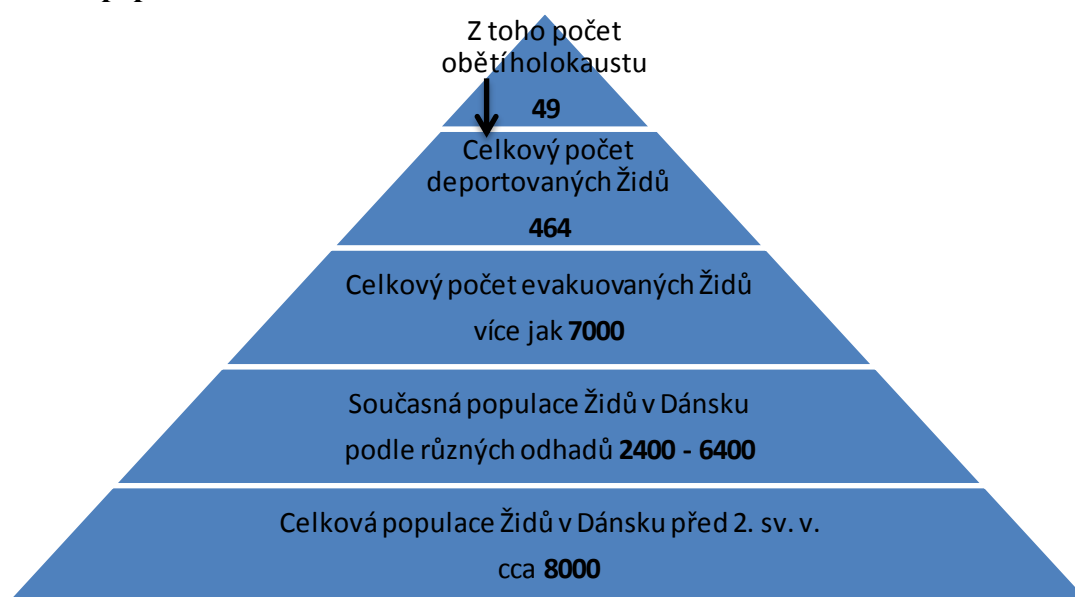 Z toho počet
obětí holokaustu
49
Celkový počet
deportovaných Židů
464
Celkový počet evakuovaných Židů
více jak 7000
Současná populace Židů v Dánsku
podle různých odhadů 2400 - 6400
Celková populace Židů v Dánsku před 2. sv. v.
cca 8000